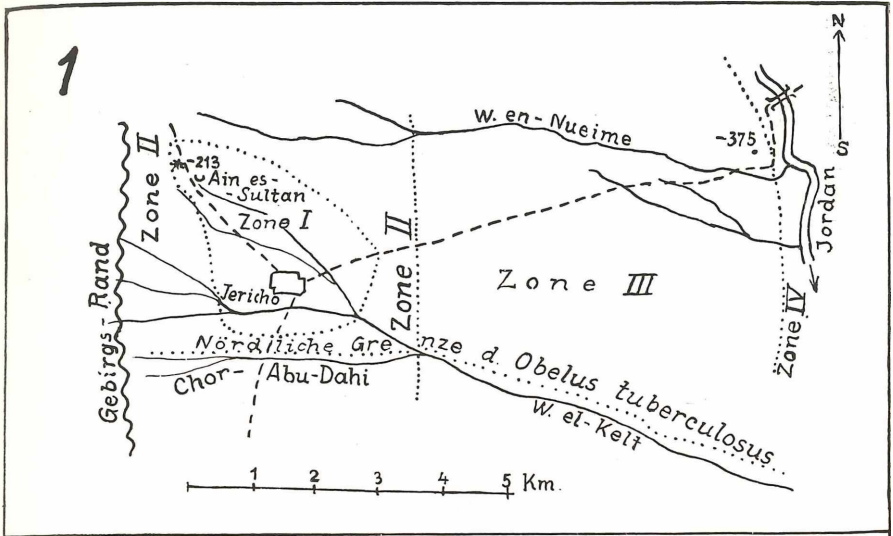 1
N
S
W. en-Nueime
-375
Jordan
Zone II
-213
Ain es-
-Sultan
Zone I
Zone II
Zone III
Zone IV
Gebirgs-Rand
Jericho
Nördliche Grenze d. Obelus tuberculosus
Chor-Abu-Dahi
W. el-Kelt
1 2 3 4 5 Km.